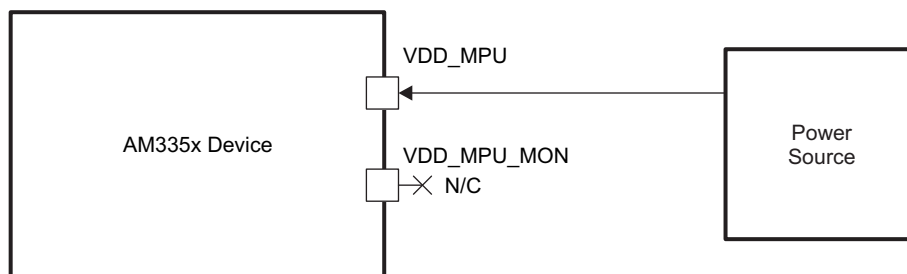 VDD_MPU
AM335x Device
Power
Source
VDD_MPU_MON
N/C